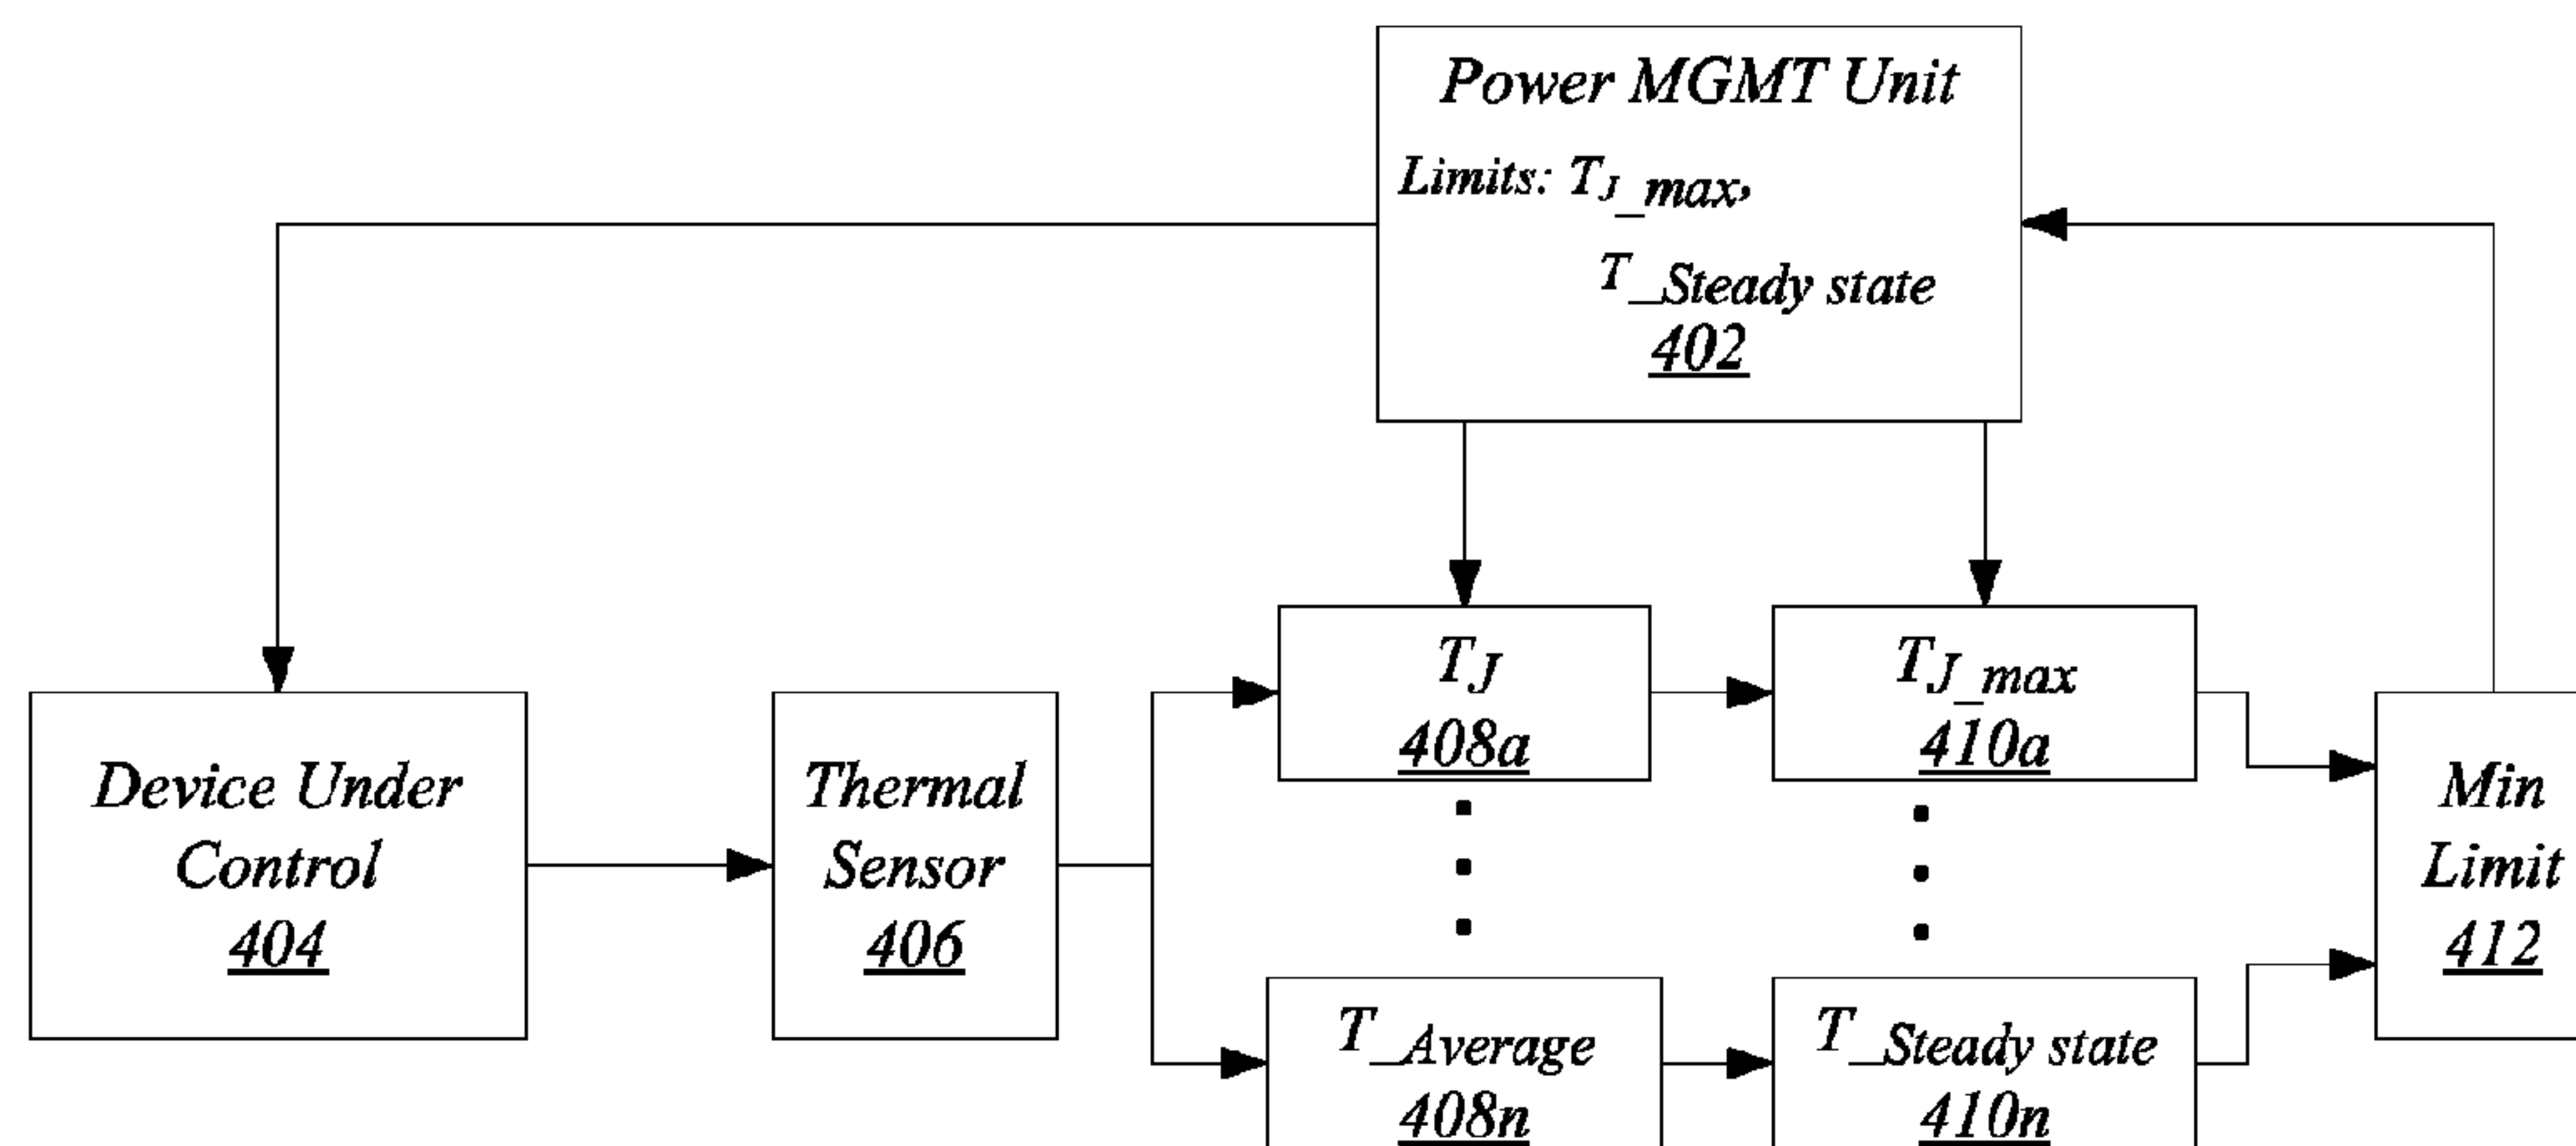 Power MGMT Unit
Limits: TJ_max,
T_Steady state
402
TJ
408a
TJ_max
410a
Device Under
Control
404
Thermal
Sensor
406
Min
Limit
412
T_Average
408n
T_Steady state
410n